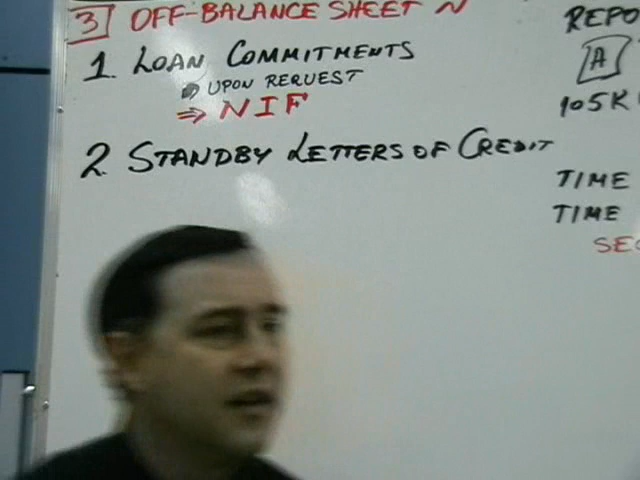 3 OFF-BALANCE SHEET N
1. LOAN COMMITMENTS
⇒ UPON REQUEST
⇒ NIF
2. STANDBY LETTERS OF CREDIT
REPO
A
105K
TIME
TIME
SEC